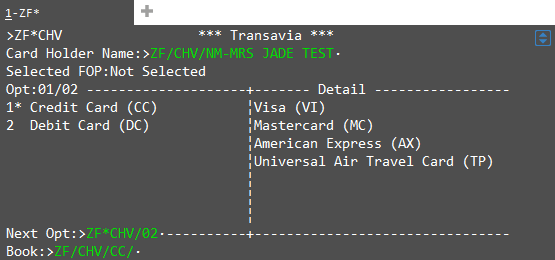 1-ZF*
>ZF*CHV *** Transavia ***
Card Holder Name:>ZF/CHV/NM-MRS JADE TEST·
Selected FOP:Not Selected
Opt:01/02 --------------------+------- Detail -----------------
1* Credit Card (CC) ¦Visa (VI)
2 Debit Card (DC) ¦Mastercard (MC)
¦American Express (AX)
¦Universal Air Travel Card (TP)
¦
¦
¦
Next Opt:>ZF*CHV/02·----------+--------------------------------
Book:>ZF/CHV/CC/·